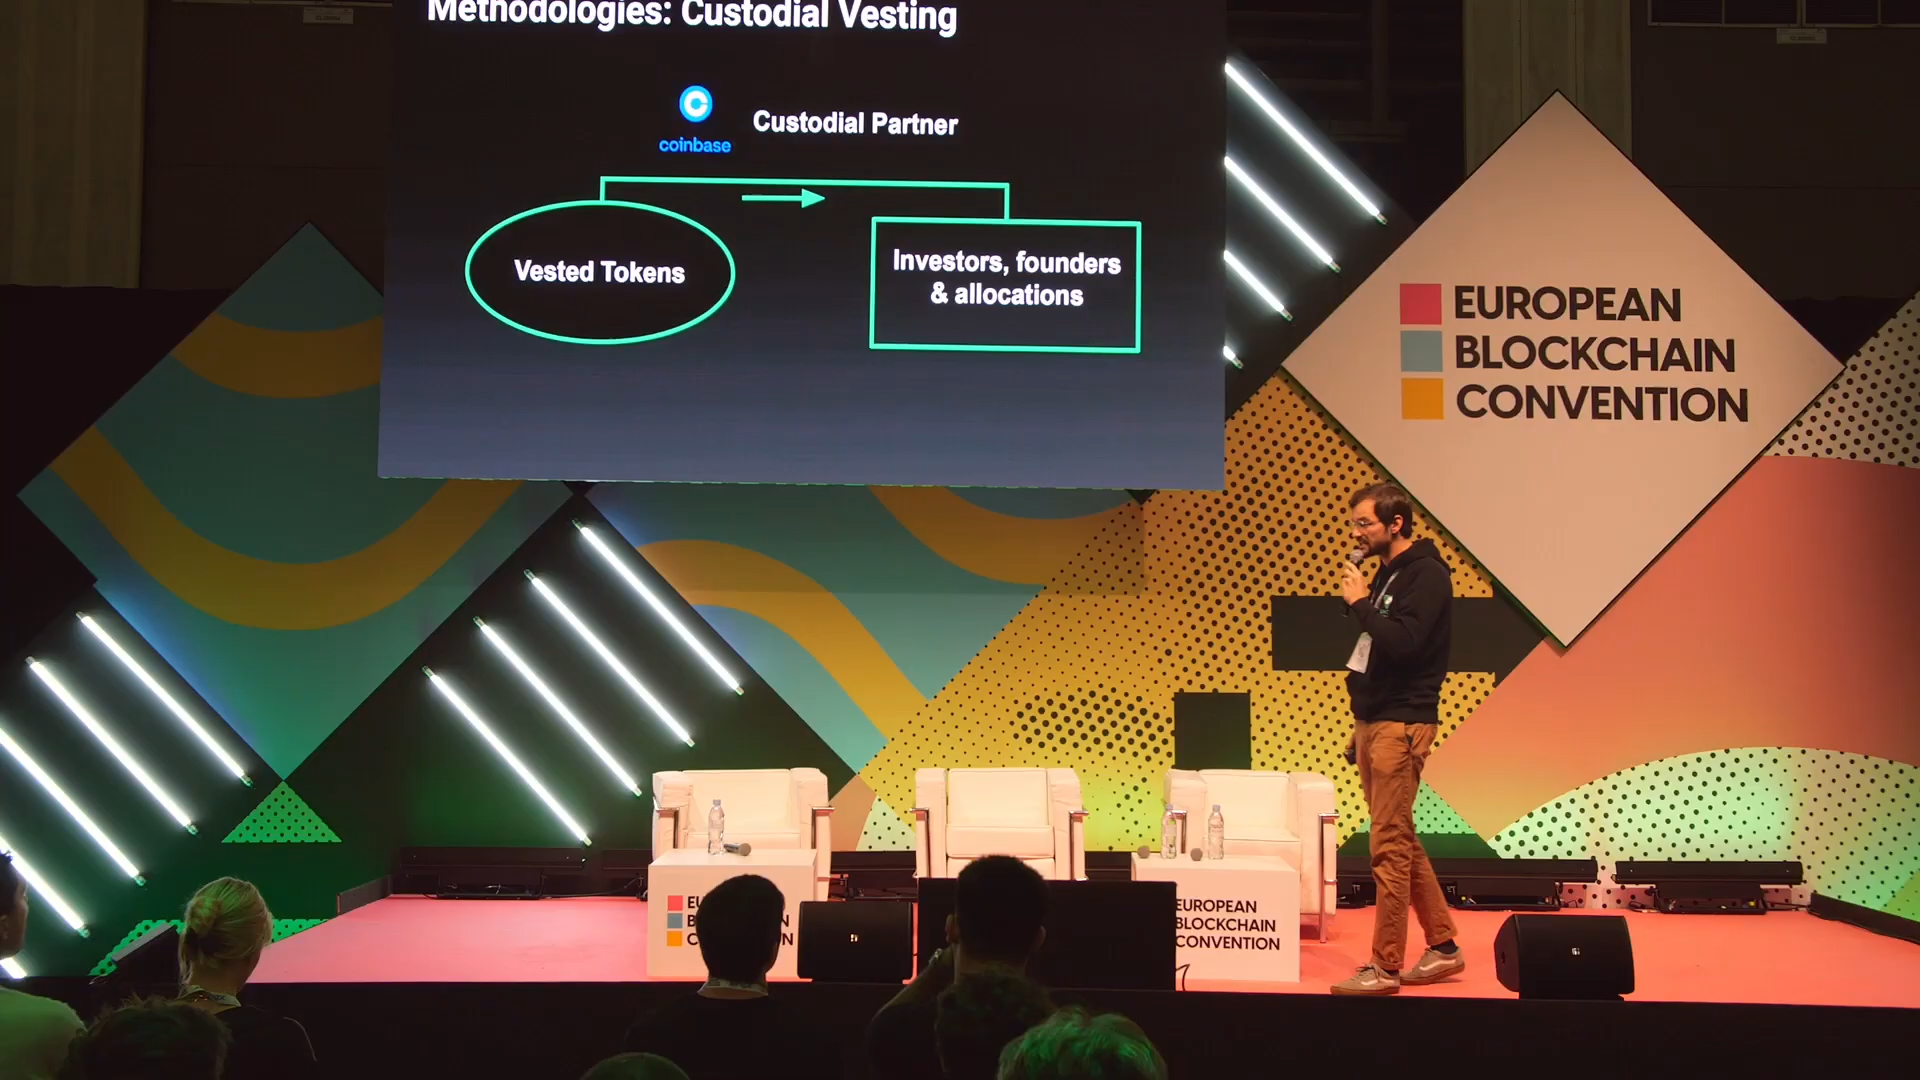 Methodologies: Custodial Vesting
coinbase
Custodial Partner
Vested Tokens
Investors, founders
& allocations
EUROPEAN
BLOCKCHAIN
CONVENTION
EUROPEAN
BLOCKCHAIN
CONVENTION